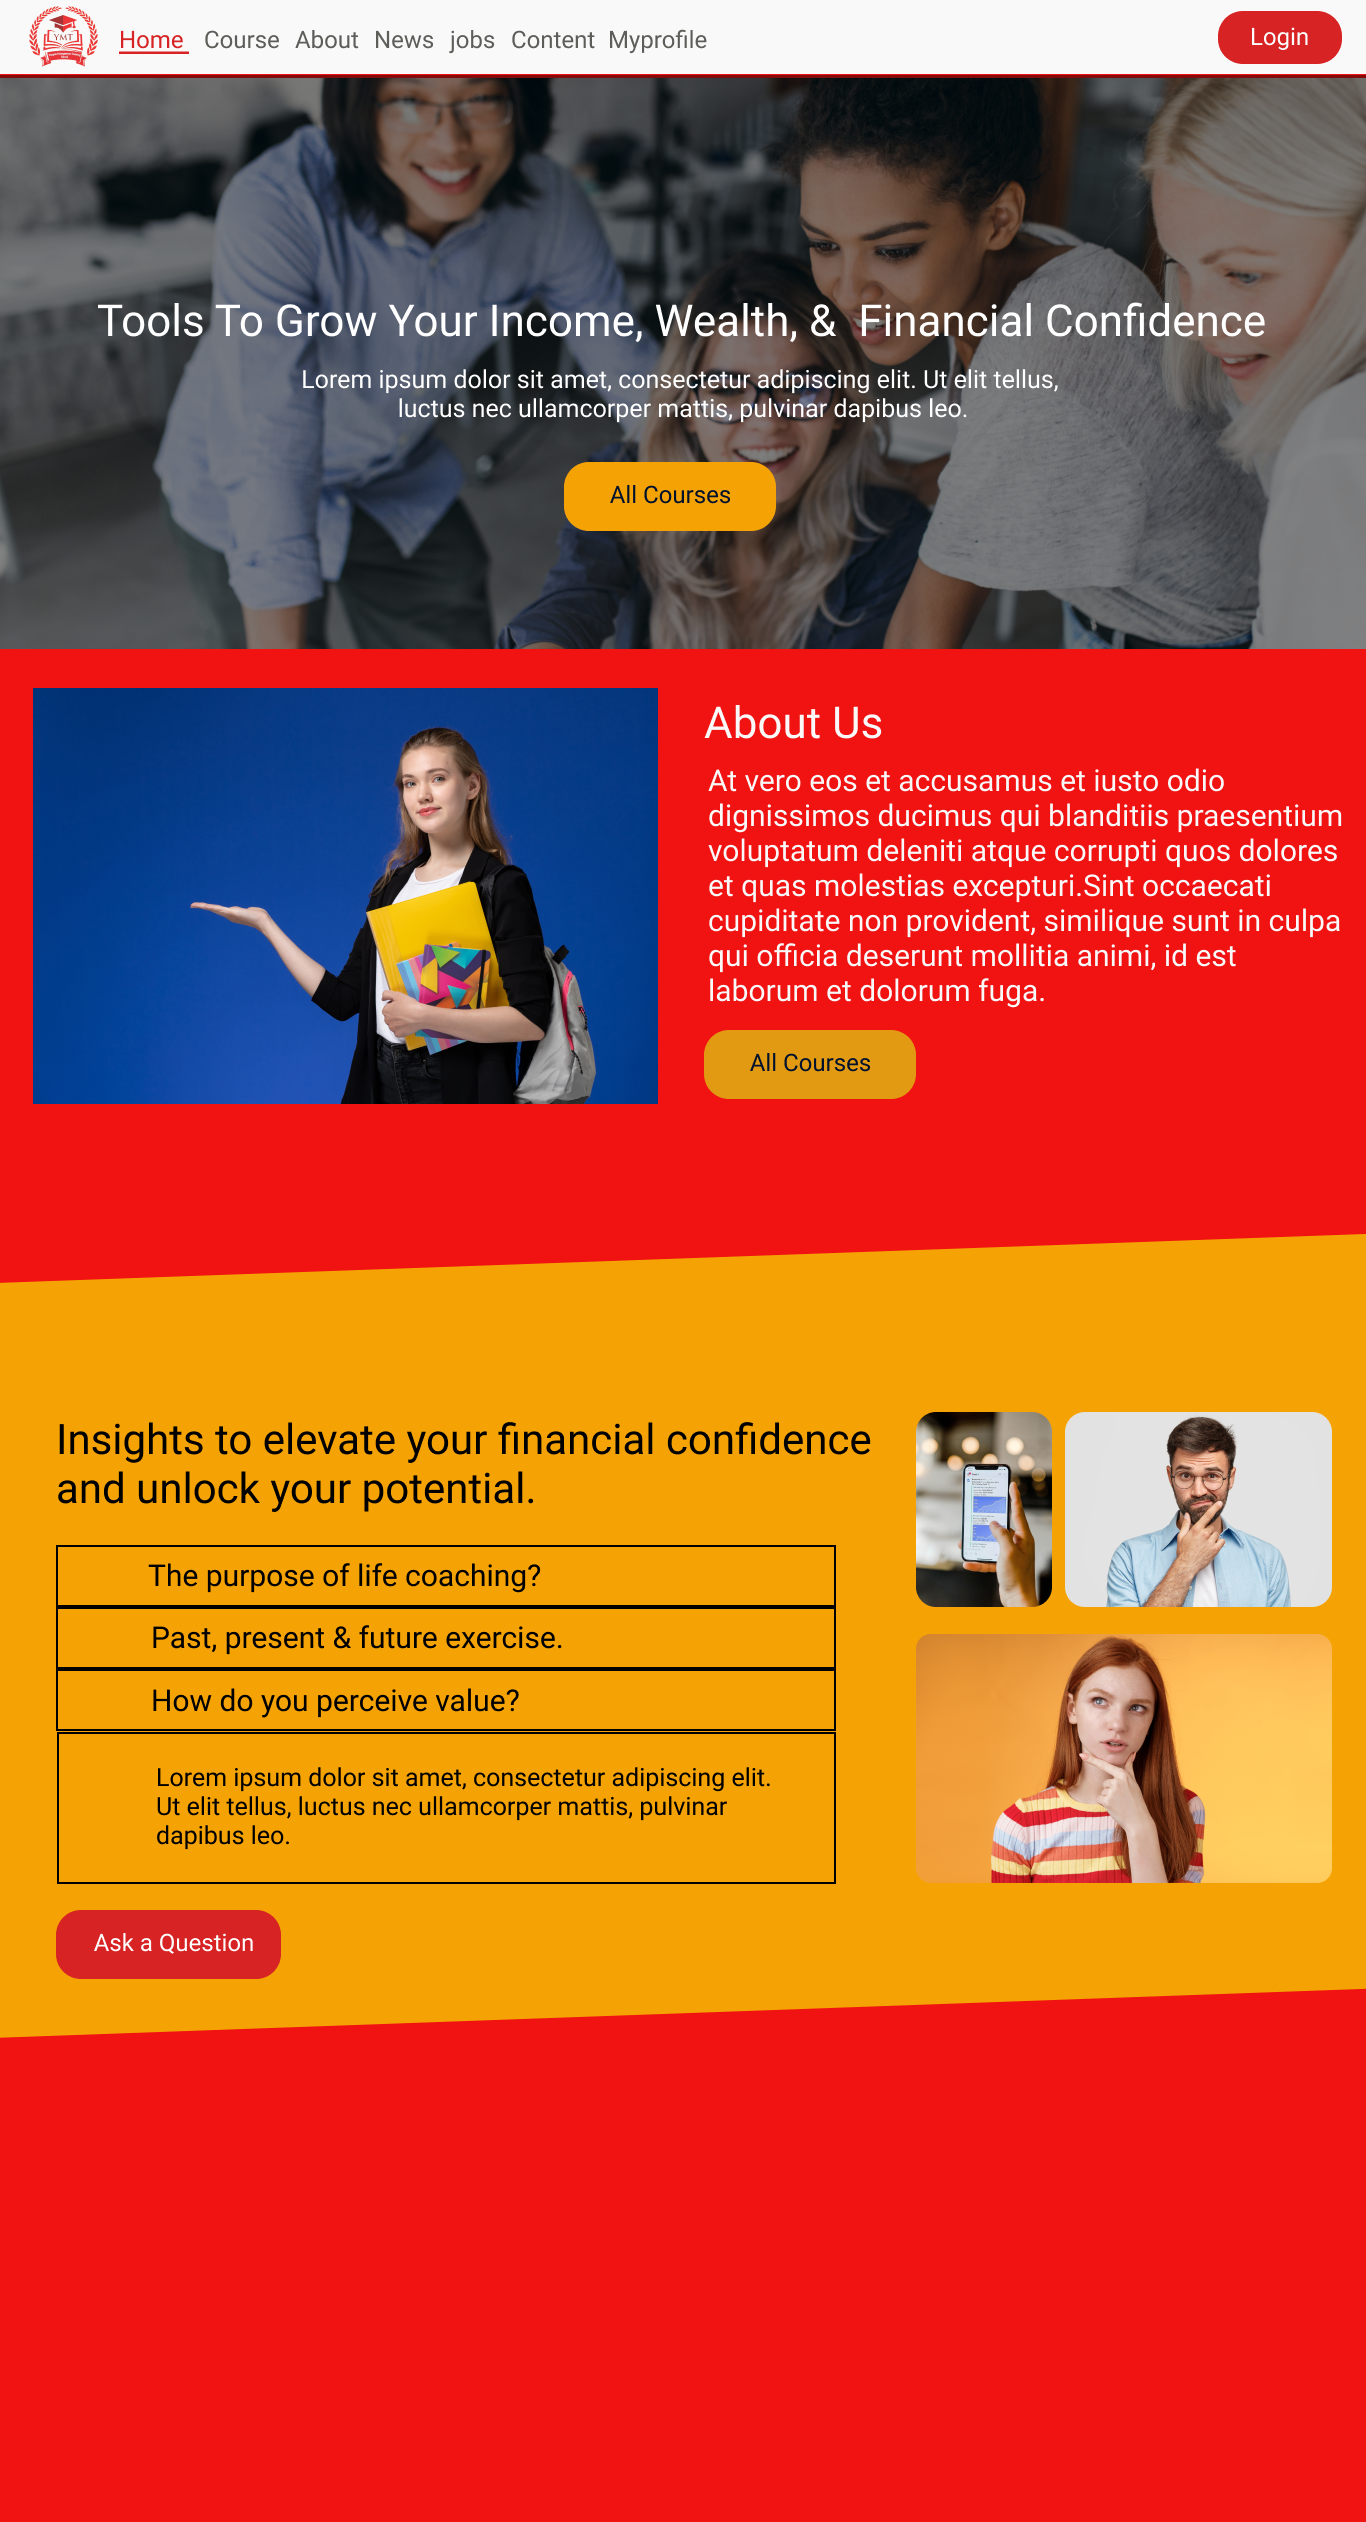 YMT
Home Course About News jobs Content Myprofile
Login
Tools To Grow Your Income, Wealth, & Financial Confidence
Lorem ipsum dolor sit amet, consectetur adipiscing elit. Ut elit tellus,
luctus nec ullamcorper mattis, pulvinar dapibus leo.
All Courses
About Us
At vero eos et accusamus et iusto odio
dignissimos ducimus qui blanditiis praesentium
voluptatum deleniti atque corrupti quos dolores
et quas molestias excepturi.Sint occaecati
cupiditate non provident, similique sunt in culpa
qui officia deserunt mollitia animi, id est
laborum et dolorum fuga.
All Courses
Insights to elevate your financial confidence
and unlock your potential.
The purpose of life coaching?
Past, present & future exercise.
How do you perceive value?
Lorem ipsum dolor sit amet, consectetur adipiscing elit.
Ut elit tellus, luctus nec ullamcorper mattis, pulvinar
dapibus leo.
Ask a Question